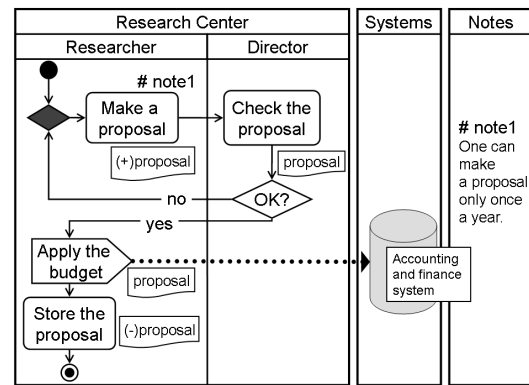 Research Center
Systems
Notes
Researcher
Director
# note1
Make a
proposal
(+)proposal
Check the
proposal
proposal
# note1
One can
make
a proposal
only once
a year.
no
OK?
yes
Apply the
budget
proposal
Accounting
and finance
system
Store the
proposal
(-)proposal